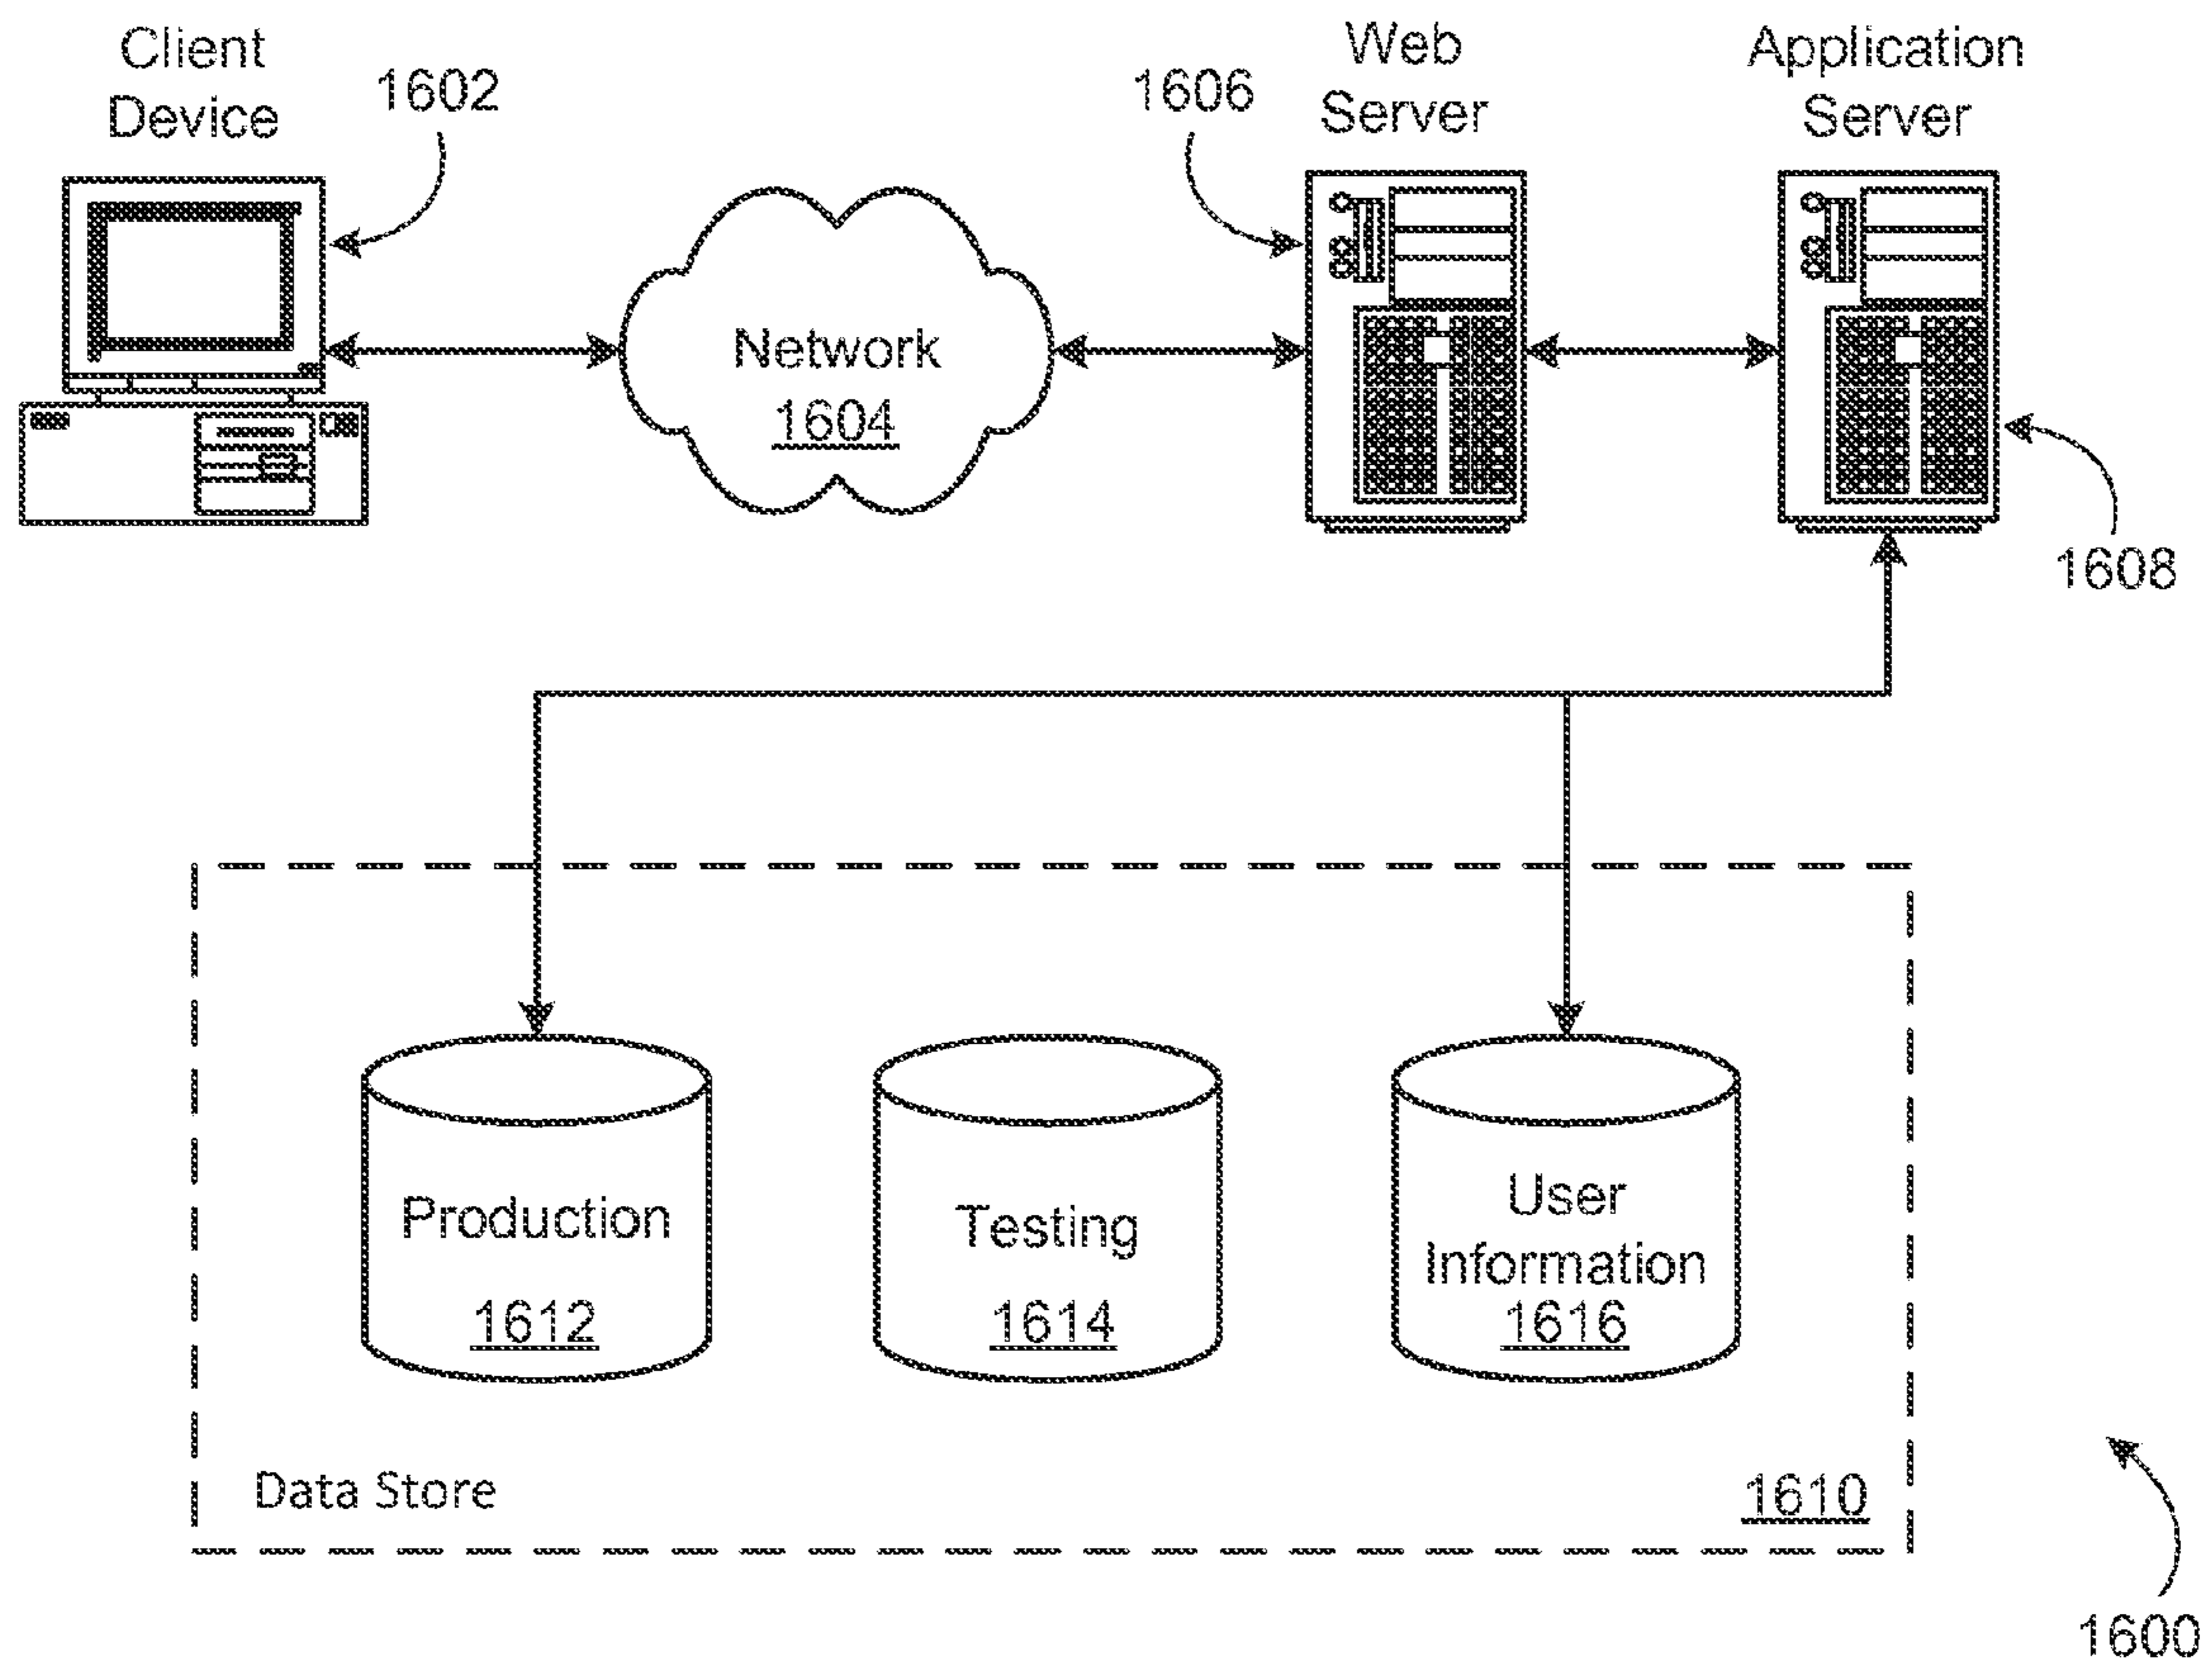 Client
Device
1602
1606
Web
Server
Application
Server
Network
1604
1608
Production
1612
Testing
1614
User
Information
1616
Data Store
1610
1600